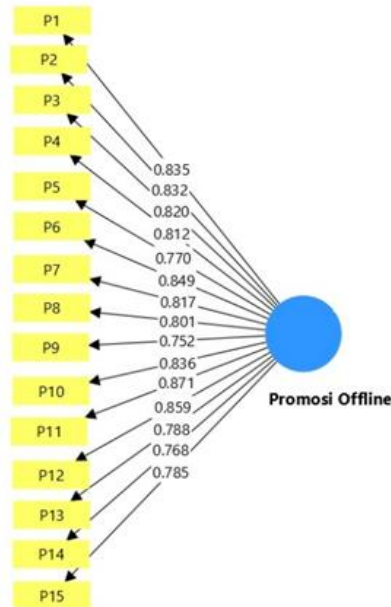 P1
P2
P3
P4
P5
P6
P7
P8
P9
P10
P11
P12
P13
P14
P15
0.835
0.832
0.820
0.812
0.770
0.849
0.817
0.801
0.752
0.836
0.871
0.859
0.788
0.768
0.785
Promosi Offline